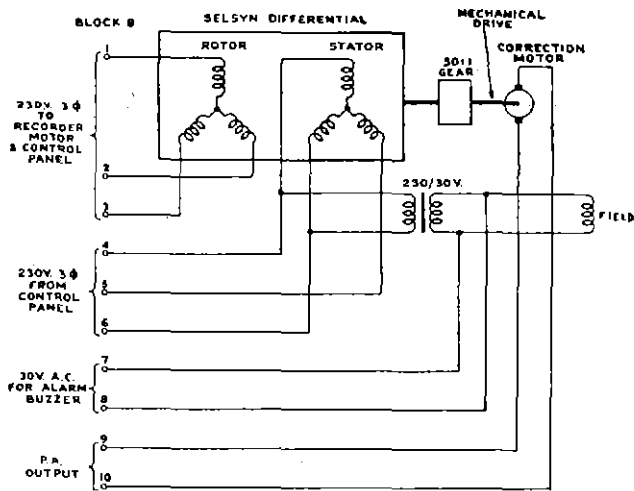 BLOCK 8
SELSYN DIFFERENTIAL
ROTOR
STATOR
MECHANICAL
DRIVE
CORRECTION
MOTOR
50:1
GEAR
1
230V. 3Φ
TO
RECORDER
MOTOR
& CONTROL
PANEL
2
3
230/30V.
FIELD
4
230V. 3Φ
FROM
CONTROL
PANEL
5
6
7
30V. A.C.
FOR ALARM
BUZZER
8
9
P.A.
OUTPUT
10